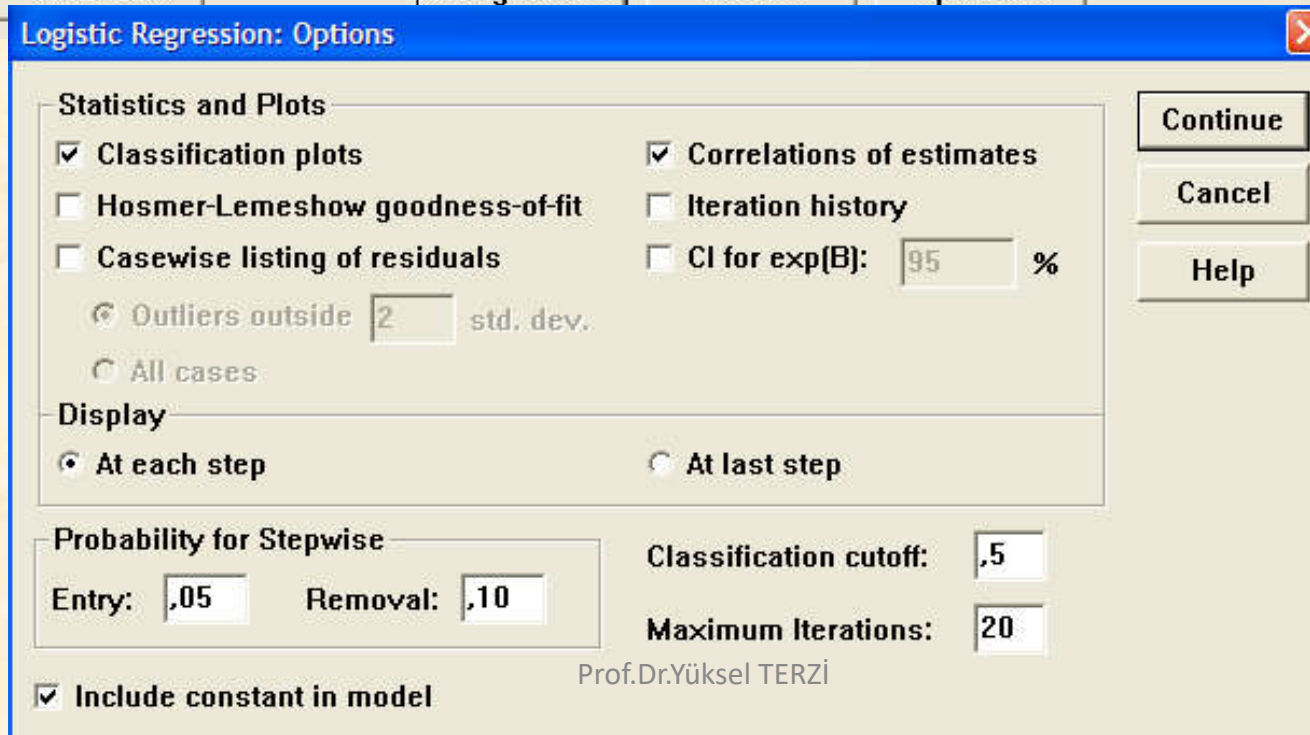 Logistic Regression: Options
Statistics and Plots
Classification plots
Correlations of estimates
Hosmer-Lemeshow goodness-of-fit
Iteration history
Casewise listing of residuals
CI for exp(B): 95 %
Outliers outside 2 std. dev.
All cases
Display
At each step
At last step
Continue
Cancel
Help
Probability for Stepwise
Entry: ,05 Removal: ,10
Classification cutoff: ,5
Maximum Iterations: 20
Prof.Dr.Yüksel TERZİ
Include constant in model